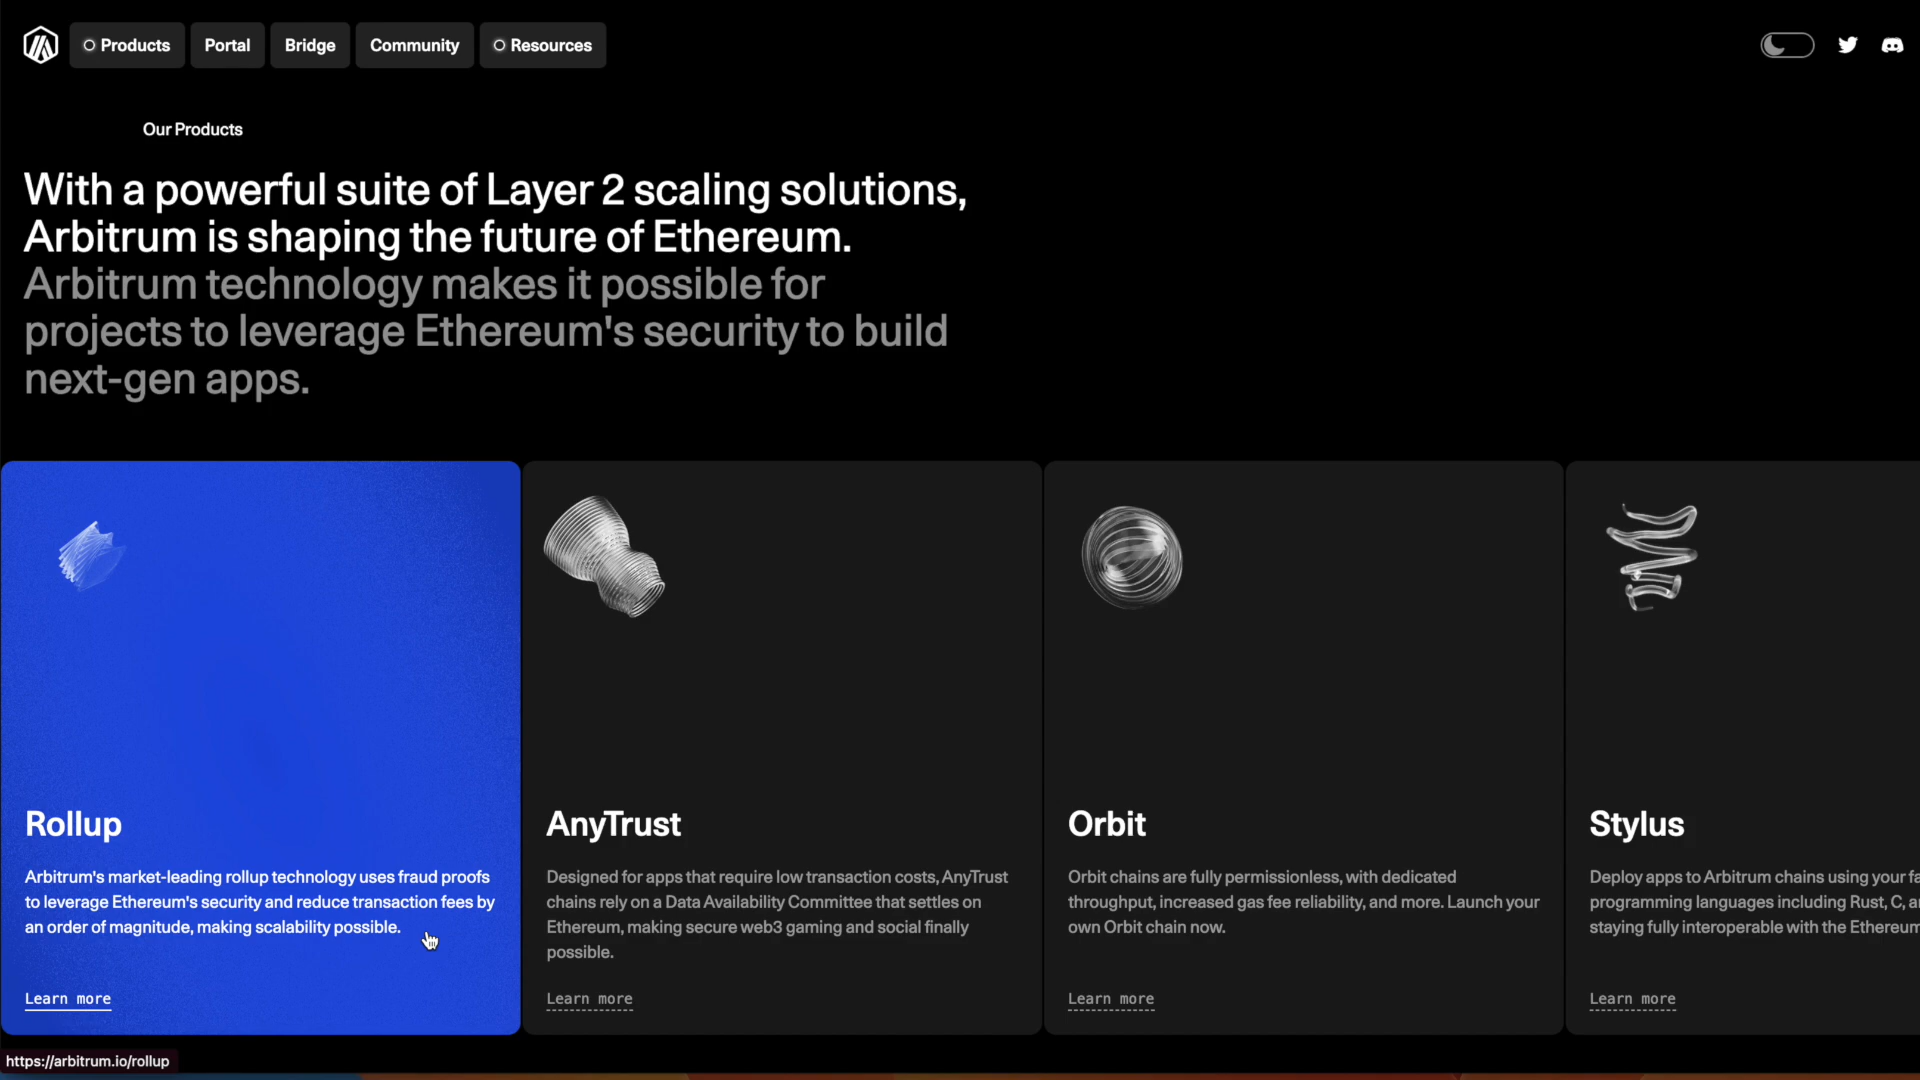 Products
Portal
Bridge
Community
Resources
Our Products
With a powerful suite of Layer 2 scaling solutions,
Arbitrum is shaping the future of Ethereum.
Arbitrum technology makes it possible for
projects to leverage Ethereum's security to build
next-gen apps.
Rollup
Arbitrum's market-leading rollup technology uses fraud proofs
to leverage Ethereum's security and reduce transaction fees by
an order of magnitude, making scalability possible.
Learn more
AnyTrust
Designed for apps that require low transaction costs, AnyTrust
chains rely on a Data Availability Committee that settles on
Ethereum, making secure web3 gaming and social finally
possible.
Learn more
Orbit
Orbit chains are fully permissionless, with dedicated
throughput, increased gas fee reliability, and more. Launch your
own Orbit chain now.
Learn more
Stylus
Deploy apps to Arbitrum chains using your
programming languages including Rust, C,
staying fully interoperable with the
Learn more
https://arbitrum.io/rollup